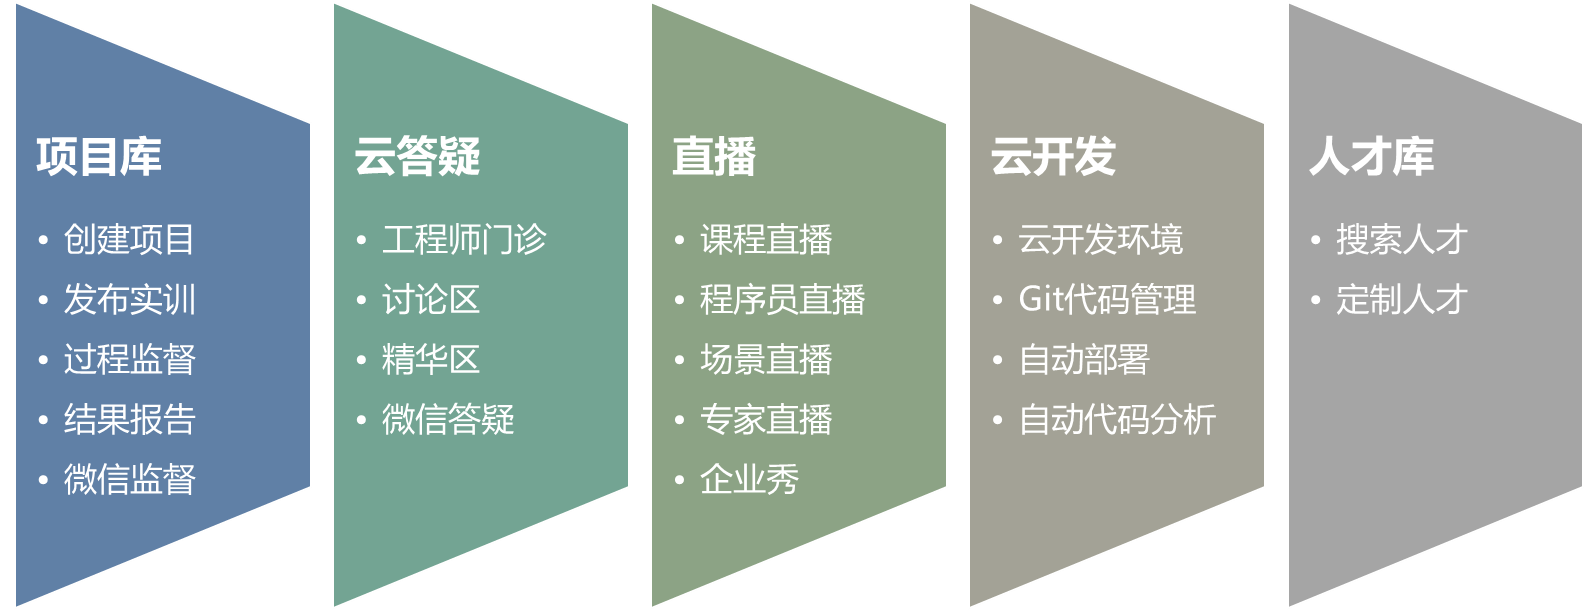 项目库
• 创建项目
• 发布实训
• 过程监督
• 结果报告
• 微信监督
云答疑
• 工程师门诊
• 讨论区
• 精华区
• 微信答疑
直播
• 课程直播
• 程序员直播
• 场景直播
• 专家直播
• 企业秀
云开发
• 云开发环境
• Git代码管理
• 自动部署
• 自动代码分析
人才库
• 搜索人才
• 定制人才